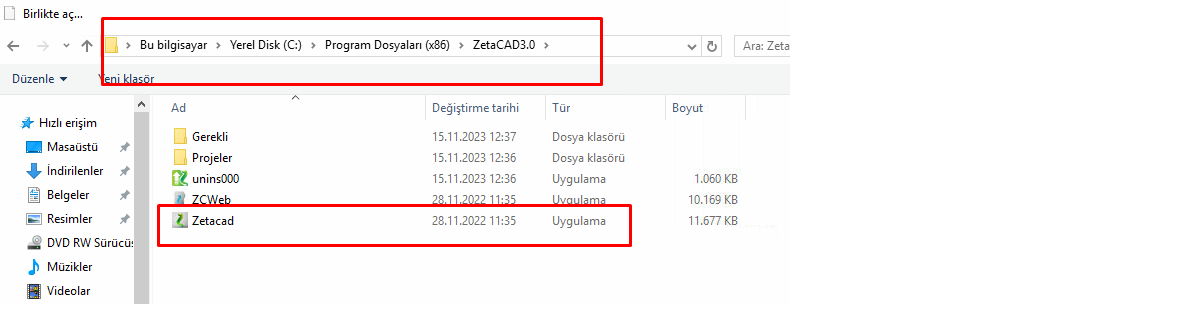 Birlikte aç...
Bu bilgisayar Yerel Disk (C:) Program Dosyaları (x86) ZetaCAD3.0 Ara: Zeta
Düzenle Yeni klasör
Ad Değiştirme tarihi Tür Boyut
Hızlı erişim
Masaüstü
İndirilenler
Belgeler
Resimler
DVD RW Sürücüs
Müzikler
Videolar
Gerekli 15.11.2023 12:37 Dosya klasörü
Projeler 15.11.2023 12:36 Dosya klasörü
unins000 15.11.2023 12:36 Uygulama 1.060 KB
ZCWeb 28.11.2022 11:35 Uygulama 10.169 KB
Zetacad 28.11.2022 11:35 Uygulama 11.677 KB